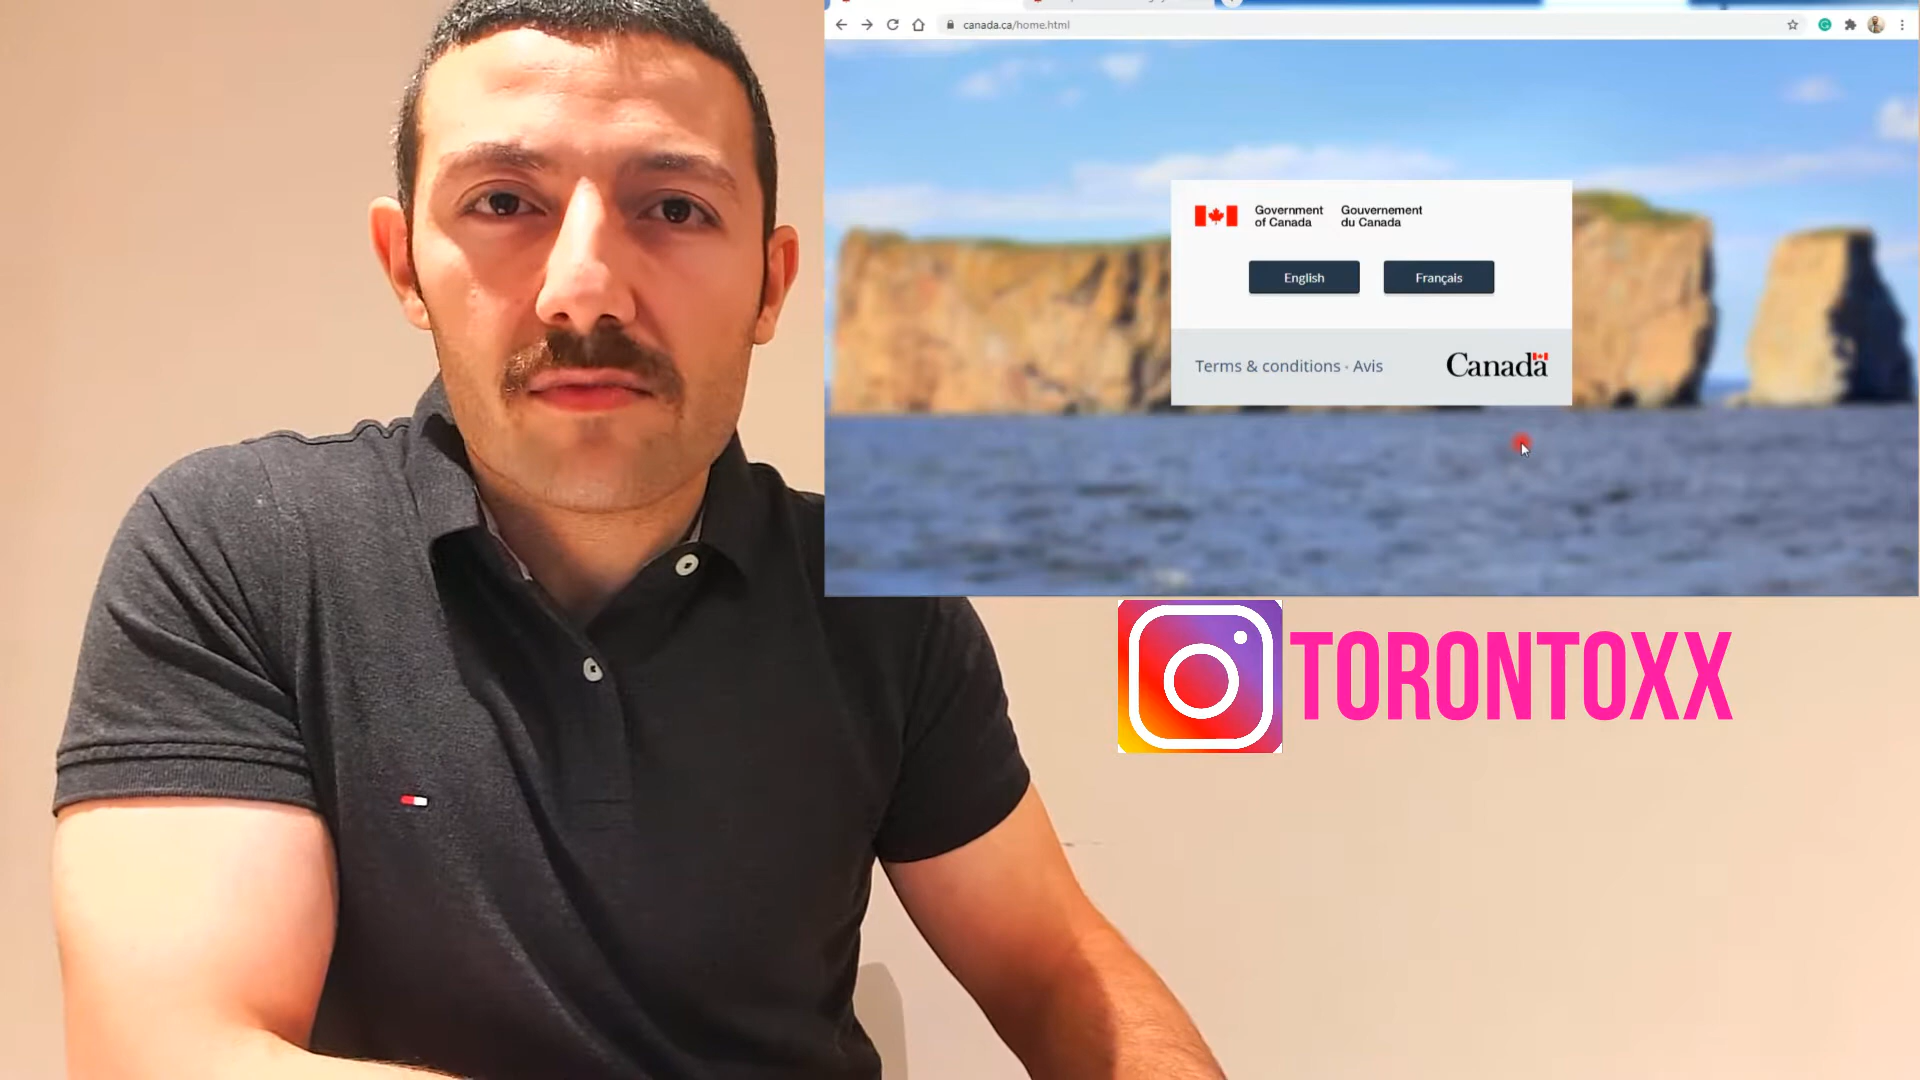 canada.ca/home.html
Government
of Canada
Gouvernement
du Canada
English
Français
Terms & conditions · Avis
Canada
TORONTOXX